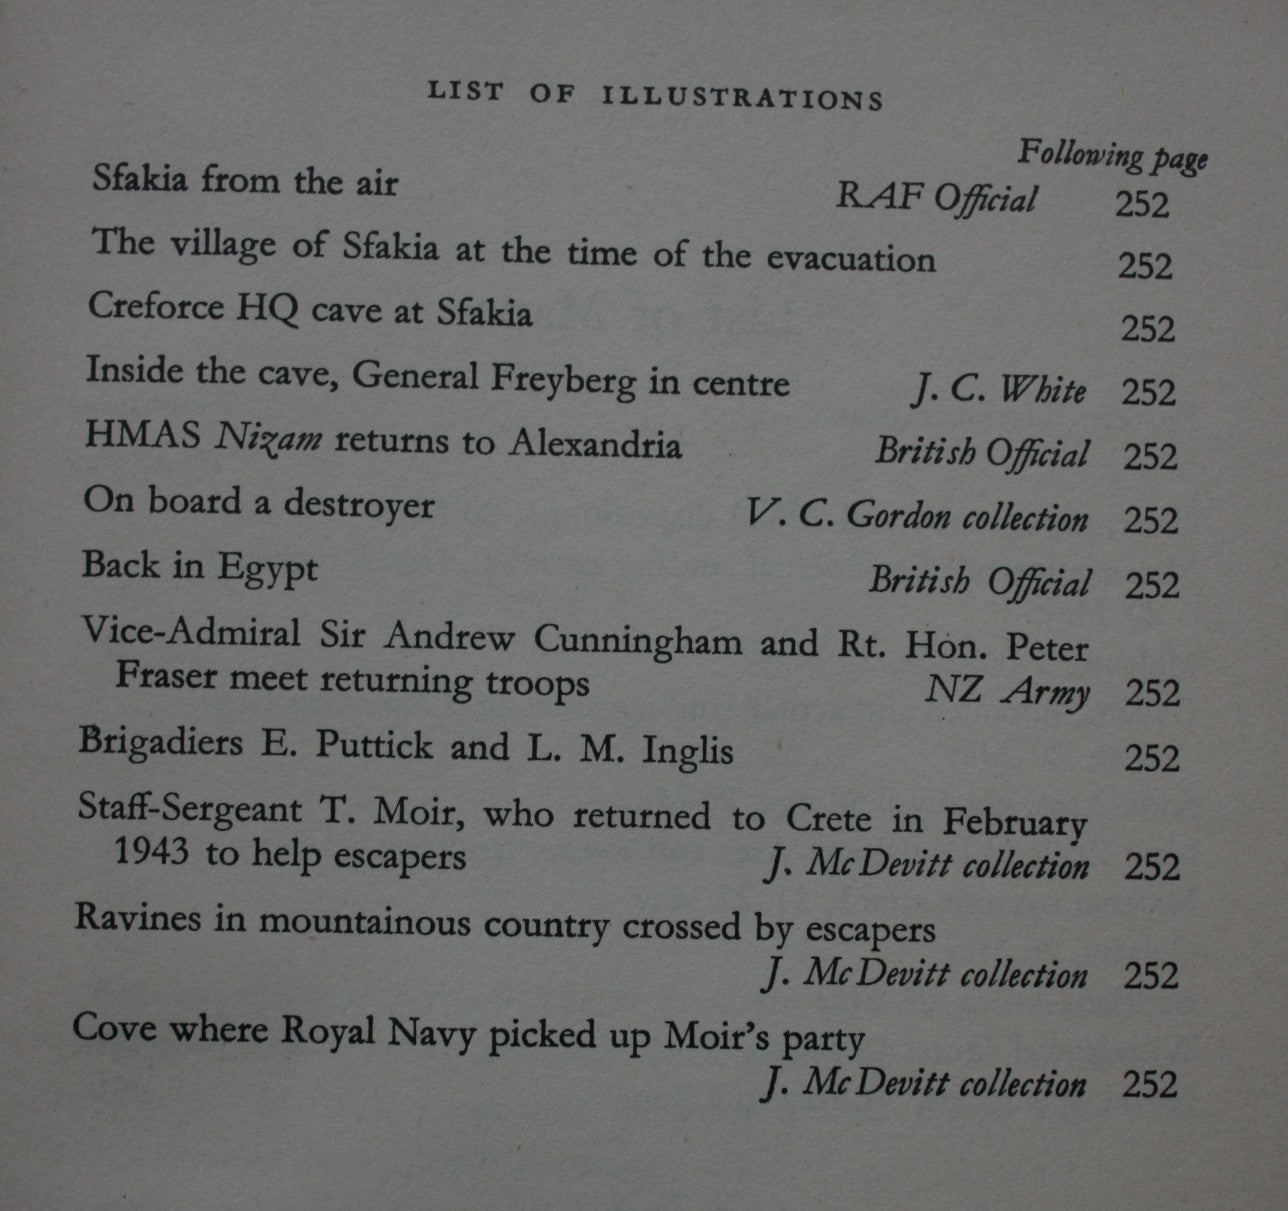 LIST OF ILLUSTRATIONS
Following page
Sfakia from the air RAF Official 252
The village of Sfakia at the time of the evacuation 252
Creforce HQ cave at Sfakia 252
Inside the cave, General Freyberg in centre J. C. White 252
HMAS Nizam returns to Alexandria British Official 252
On board a destroyer V. C. Gordon collection 252
Back in Egypt British Official 252
Vice-Admiral Sir Andrew Cunningham and Rt. Hon. Peter
Fraser meet returning troops NZ Army 252
Brigadiers E. Puttick and L. M. Inglis 252
Staff-Sergeant T. Moir, who returned to Crete in February
1943 to help escapers J. McDevitt collection 252
Ravines in mountainous country crossed by escapers
J. McDevitt collection 252
Cove where Royal Navy picked up Moir's party
J. McDevitt collection 252